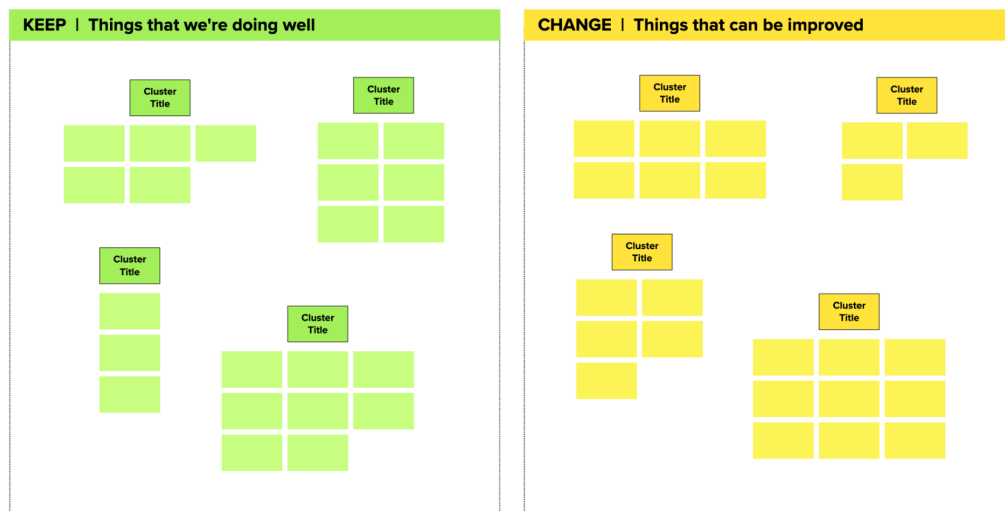 KEEP | Things that we're doing well
CHANGE | Things that can be improved
Cluster
Title
Cluster
Title
Cluster
Title
Cluster
Title
Cluster
Title
Cluster
Title
Cluster
Title
Cluster
Title